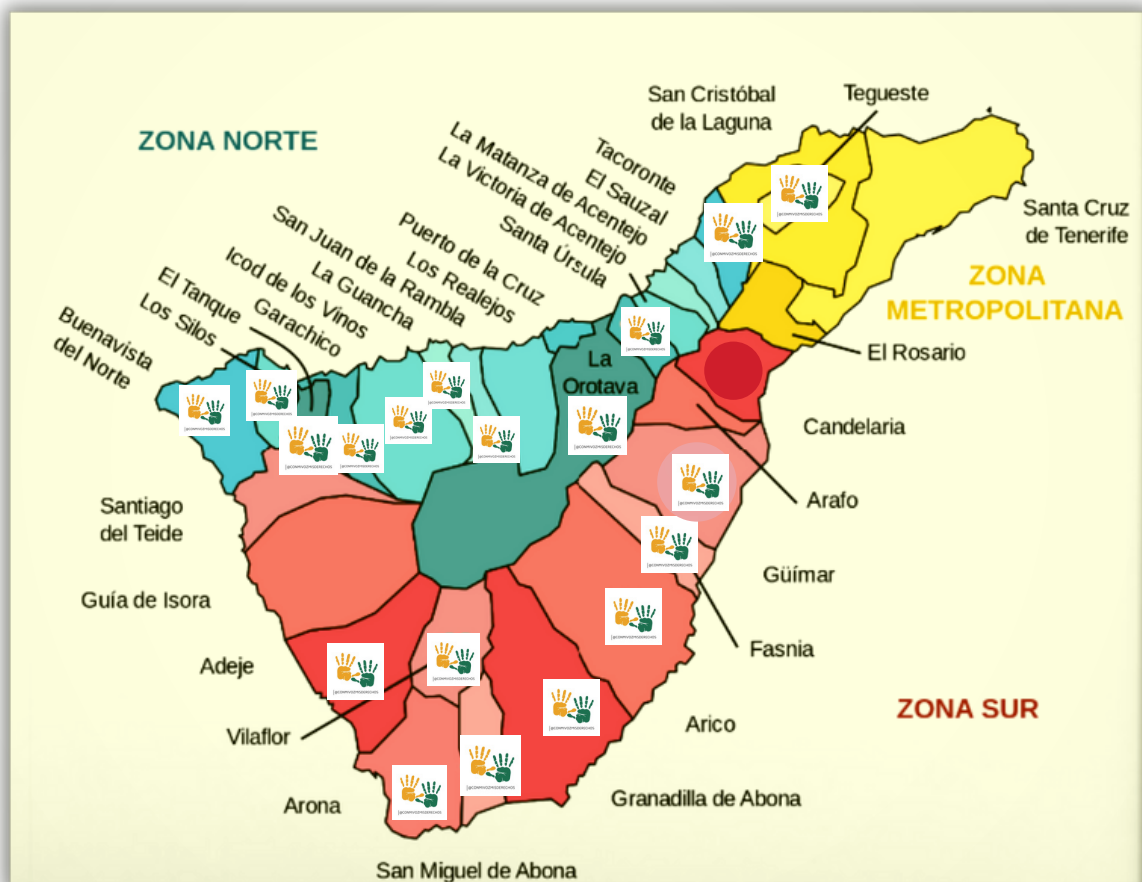 San Cristóbal
de la Laguna
Tegueste
ZONA NORTE
Tacoronte
El Sauzal
La Matanza de Acentejo
La Victoria de Acentejo
Santa Úrsula
Puerto de la Cruz
Los Realejos
San Juan de la Rambla
La Guancha
Icod de los Vinos
Garachico
El Tanque
Los Silos
Buenavista
del Norte
Santa Cruz
de Tenerife
ZONA
METROPOLITANA
El Rosario
La
Orotava
Candelaria
Arafo
Santiago
del Teide
Güímar
Guía de Isora
Fasnia
Adeje
ZONA SUR
Arico
Vilaflor
Granadilla de Abona
Arona
San Miguel de Abona